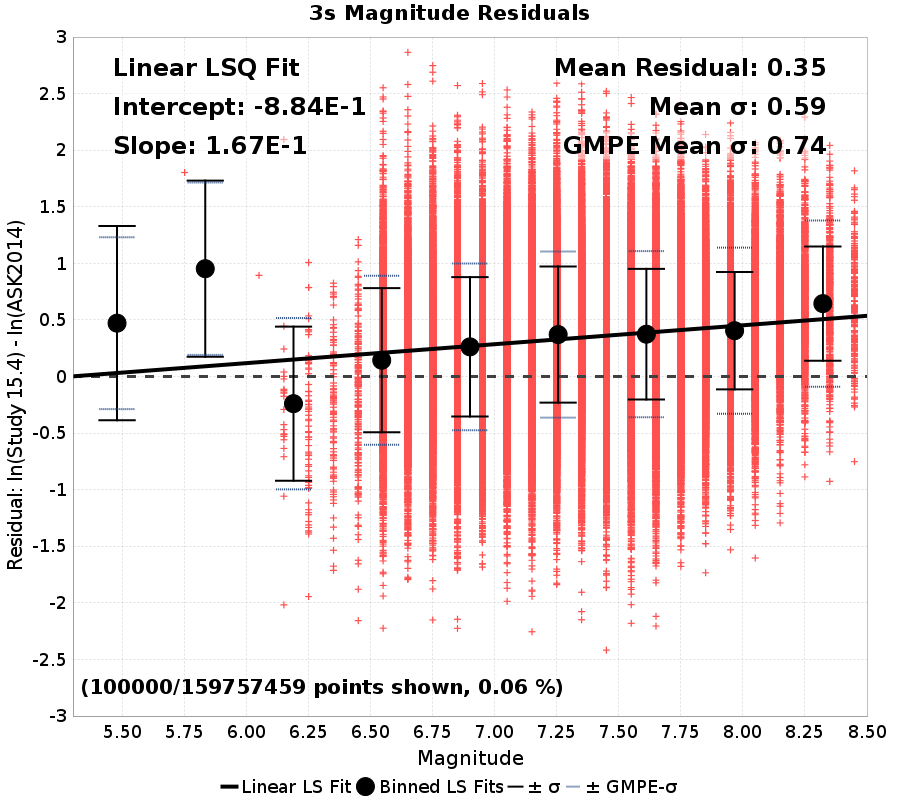 3s Magnitude Residuals
Linear LSQ Fit
Intercept: -8.84E-1
Slope: 1.67E-1
Mean Residual: 0.35
Mean σ: 0.59
GMPE Mean σ: 0.74
Residual: ln(Study 15.4) - ln(ASK2014)
3
2.5
2
1.5
1
0.5
0
-0.5
-1
-1.5
-2
-2.5
-3
(100000/159757459 points shown, 0.06 %)
5.50 5.75 6.00 6.25 6.50 6.75 7.00 7.25 7.50 7.75 8.00 8.25 8.50
Magnitude
Linear LS Fit Binned LS Fits ± σ ± GMPE-σ